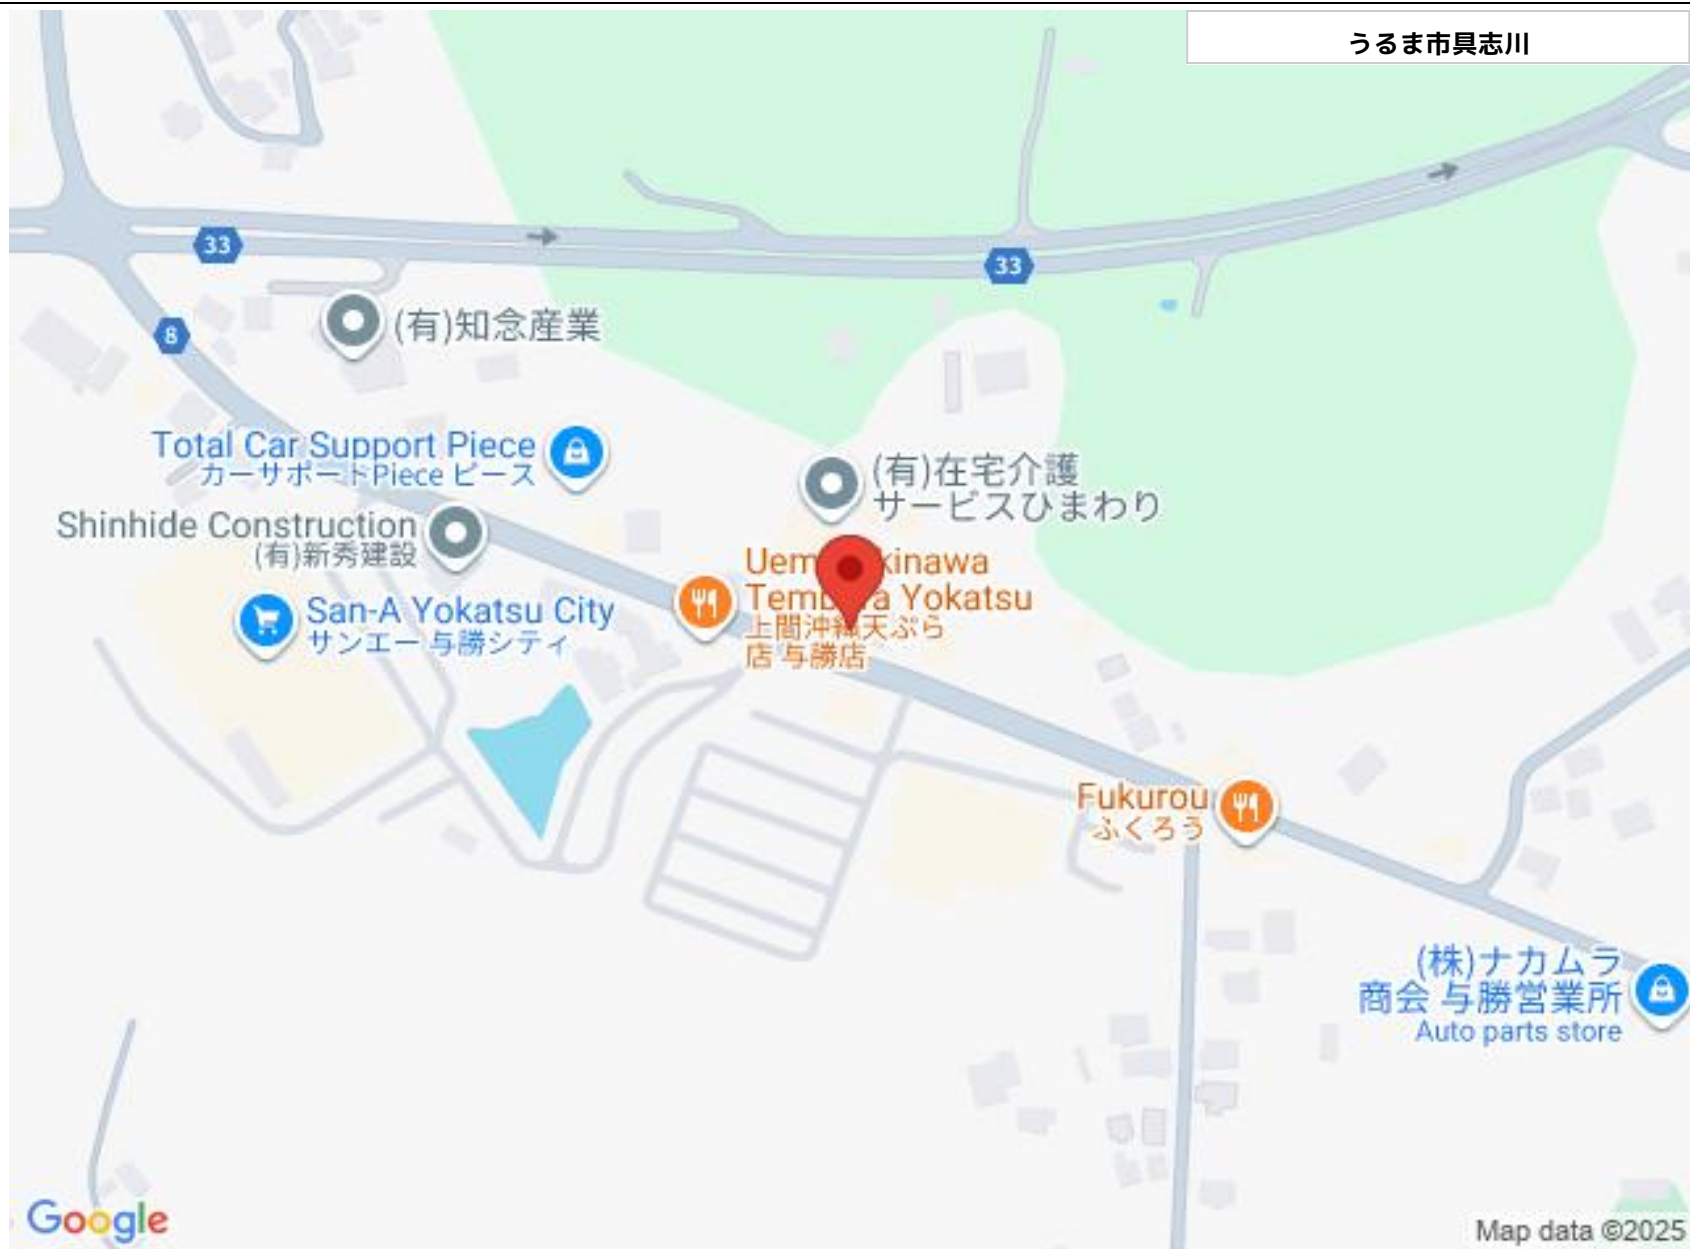 うるま市具志川
33
33
8
(有)知念産業
Total Car Support Piece
カーサポートPiece ピース
(有)在宅介護
サービスひまわり
Shinhide Construction
(有)新秀建設
San-A Yokatsu City
サンエー 与勝シティ
Yokatsu
店 与勝店
Fukurou
ふくろう
(株)ナカムラ
商会 与勝営業所
Auto parts store
Google
Map data ©2025